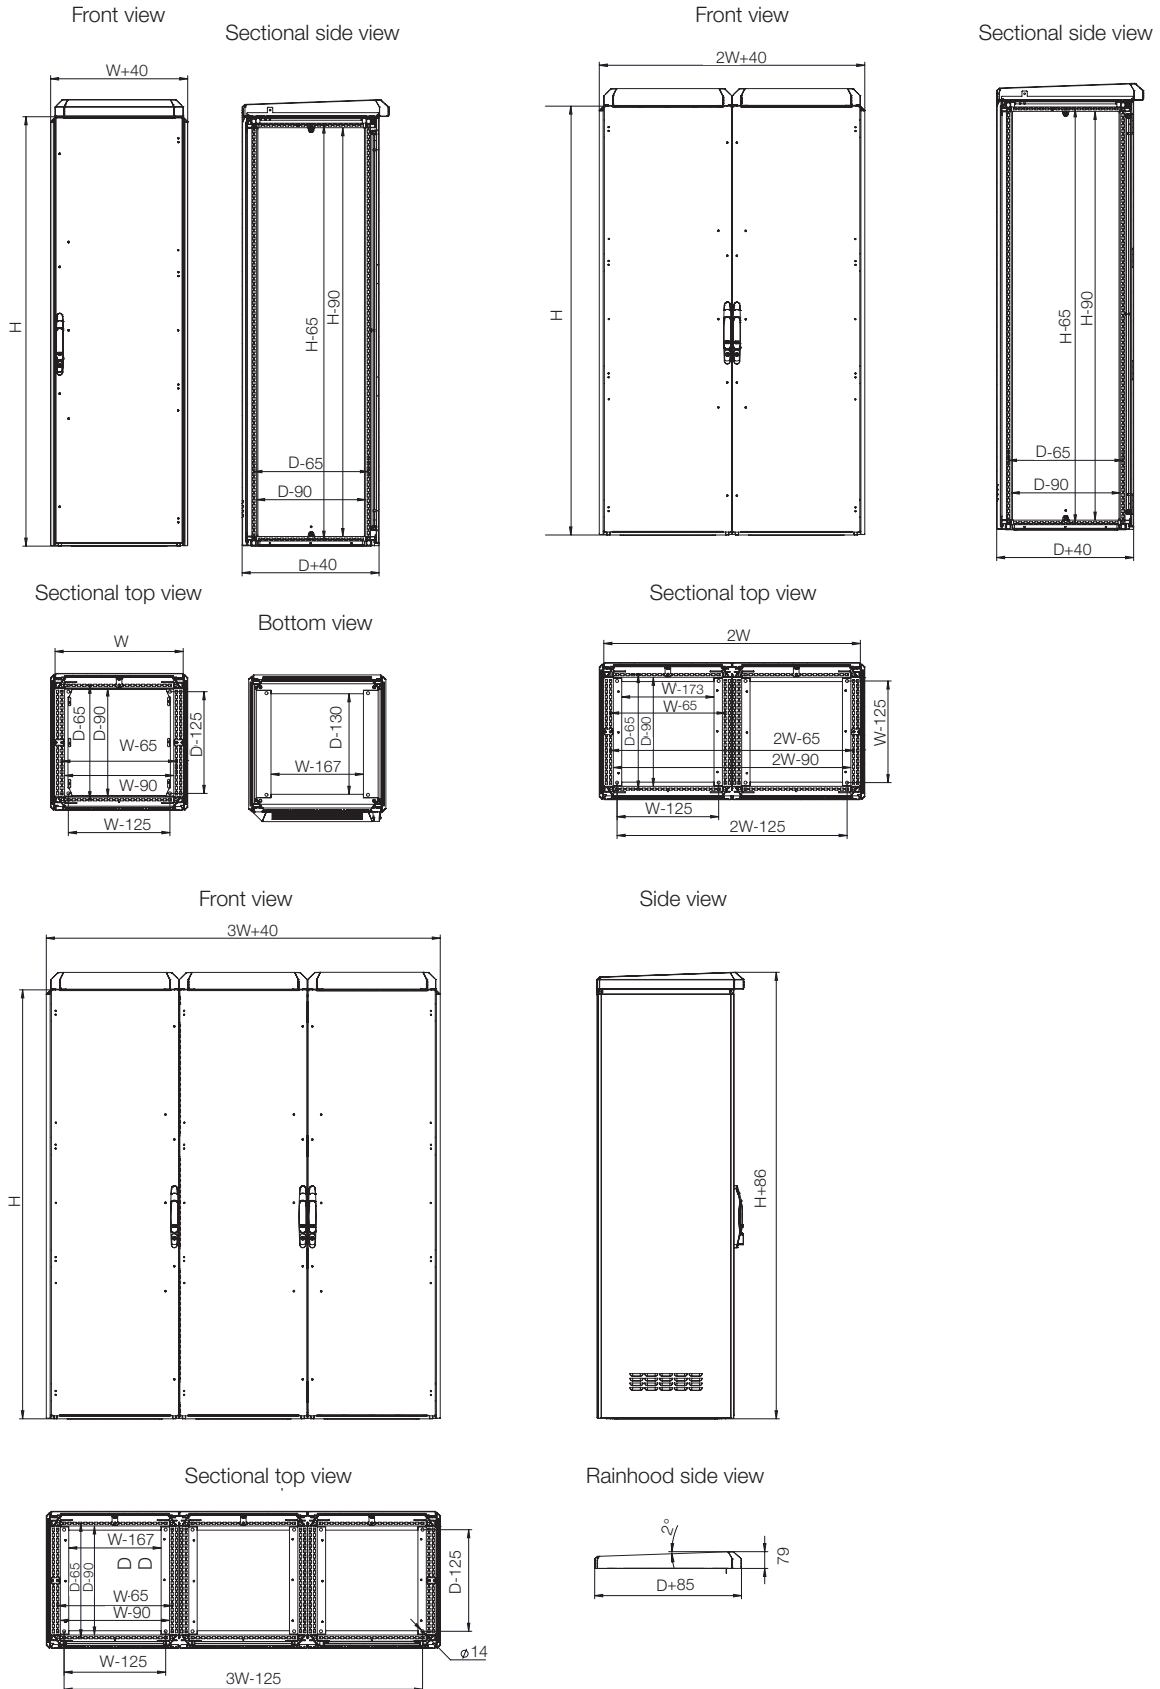 Front view
Sectional side view
Front view
Sectional side view
W+40
2W+40
H
H-65
H-90
D-65
D-90
D+40
H
H-65
H-90
D-65
D-90
D+40
Sectional top view
Bottom view
Sectional top view
W
D-65
D-90
W-65
W-90
D-125
W-125
D-130
W-167
2W
W-173
W-65
D-65
D-90
2W-65
2W-90
W-125
W-125
2W-125
Front view
Side view
3W+40
H
H+86
Sectional top view
Rainhood side view
W-167
D-65
D-90
D D
W-65
W-90
D-125
ø14
W-125
3W-125
2°
79
D+85